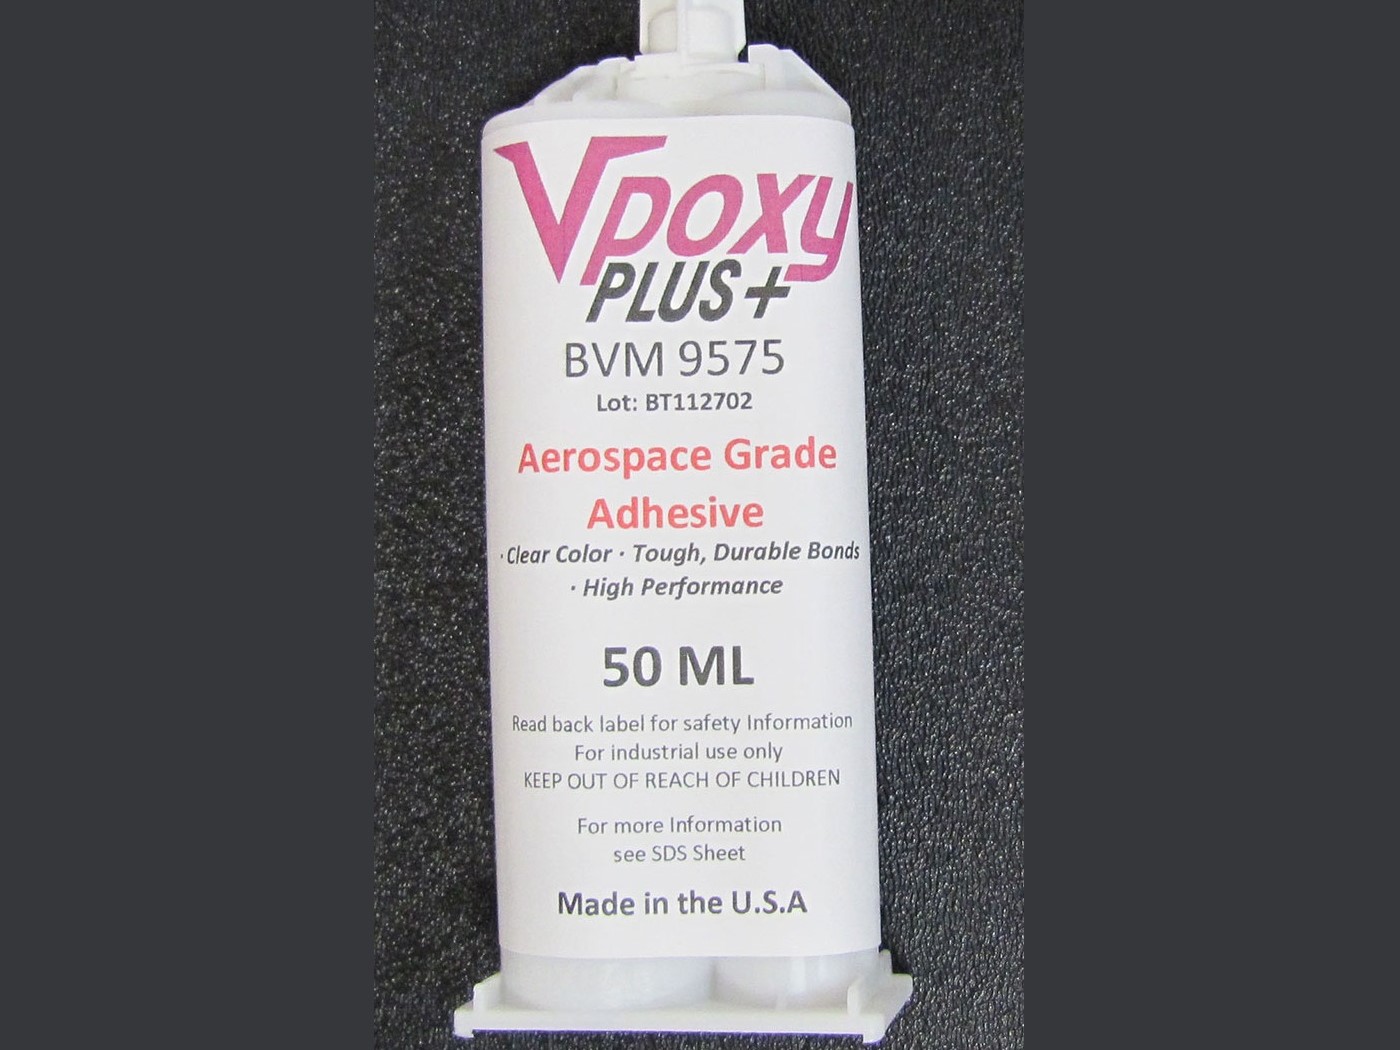 Vpoxy
PLUS+
BVM 9575
Lot: BT112702
Aerospace Grade
Adhesive
· Clear Color · Tough, Durable Bonds
· High Performance
50 ML
Read back label for safety Information
For industrial use only
KEEP OUT OF REACH OF CHILDREN
For more Information
see SDS Sheet
Made in the U.S.A